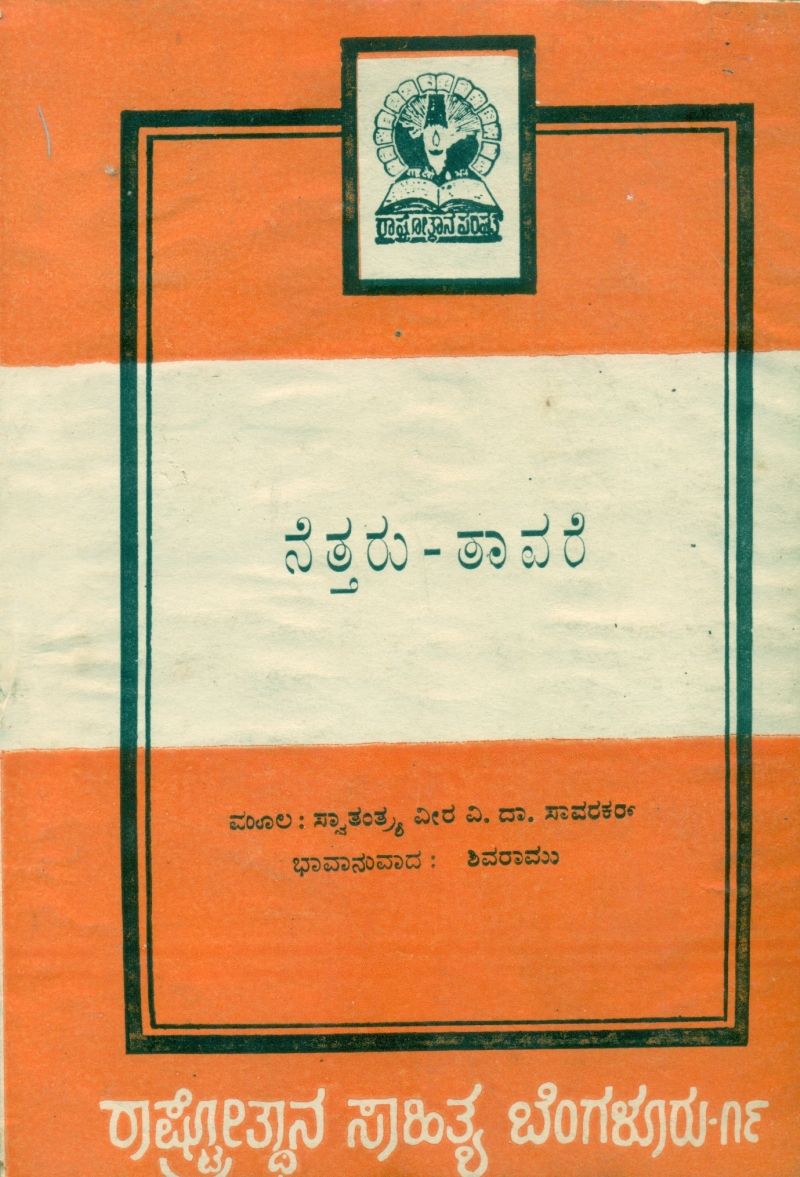 ರಾಷ್ಟ್ರೋತ್ಥಾನ ಪರಿಷತ್
ನೆತ್ತರು - ತಾವರೆ
ಮೂಲ : ಸ್ವಾತಂತ್ರ್ಯ ವೀರ ವಿ. ದಾ. ಸಾವರಕರ್
ಭಾವಾನುವಾದ : ಶಿವರಾಮು
ರಾಷ್ಟ್ರೋತ್ಥಾನ ಸಾಹಿತ್ಯ ಬೆಂಗಳೂರು-೧೯